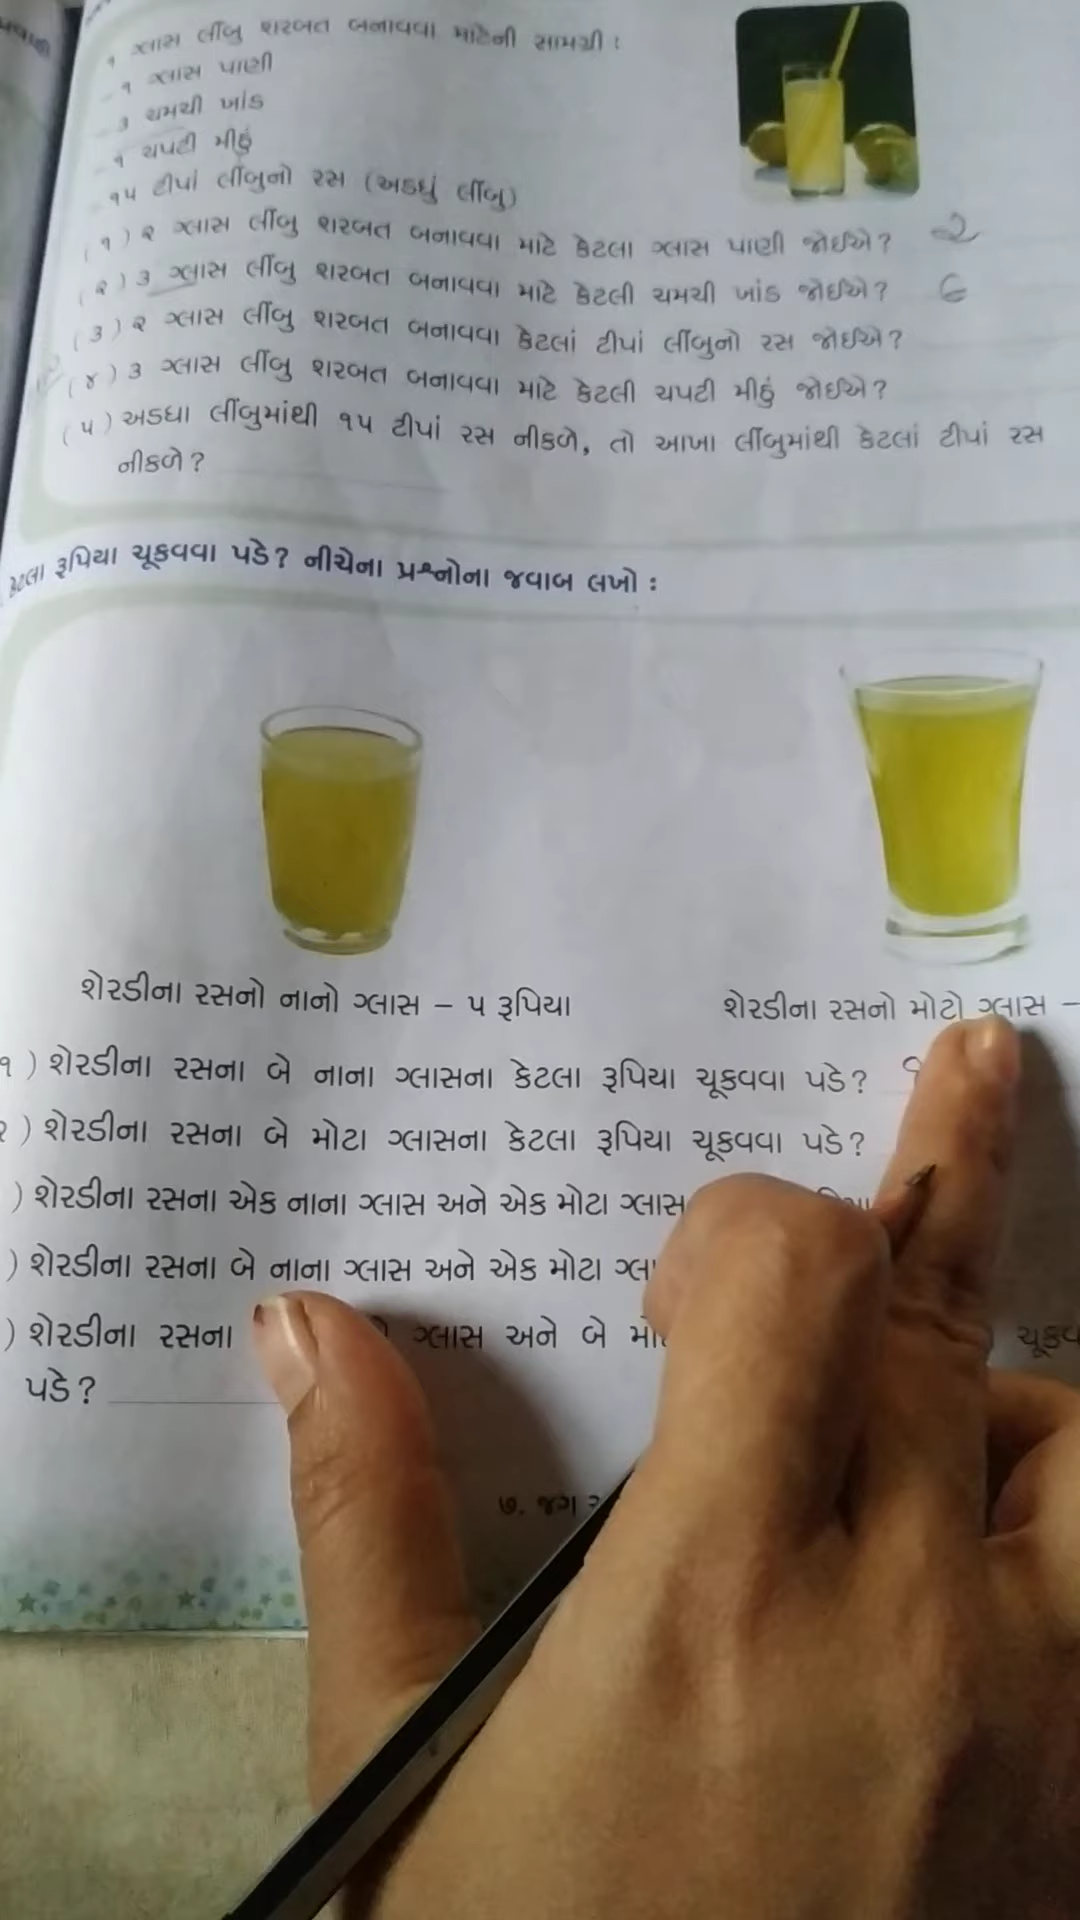 ૧ ગ્લાસ લીંબુ શરબત બનાવવા માટેની સામગ્રી :
૧ ગ્લાસ પાણી
૩ ચમચી ખાંડ
૧ ચપટી મીઠું
૧૫ ટીપાં લીંબુનો રસ (અડધું લીંબુ)
(૧) ૨ ગ્લાસ લીંબુ શરબત બનાવવા માટે કેટલા ગ્લાસ પાણી જોઈએ? 2
(૨) ૩ ગ્લાસ લીંબુ શરબત બનાવવા માટે કેટલી ચમચી ખાંડ જોઈએ?
(૩) ૨ ગ્લાસ લીંબુ શરબત બનાવવા કેટલાં ટીપાં લીંબુનો રસ જોઈએ?
(૪) ૩ ગ્લાસ લીંબુ શરબત બનાવવા માટે કેટલી ચપટી મીઠું જોઈએ?
(૫) અડધા લીંબુમાંથી ૧૫ ટીપાં રસ નીકળે, તો આખા લીંબુમાંથી કેટલાં ટીપાં રસ
નીકળે?
કેટલા રૂપિયા ચૂકવવા પડે? નીચેના પ્રશ્નોના જવાબ લખો :
શેરડીના રસનો નાનો ગ્લાસ – ૫ રૂપિયા
શેરડીના રસનો મોટો ગ્લાસ –
૧) શેરડીના રસના બે નાના ગ્લાસના કેટલા રૂપિયા ચૂકવવા પડે?
૨) શેરડીના રસના બે મોટા ગ્લાસના કેટલા રૂપિયા ચૂકવવા પડે?
) શેરડીના રસના એક નાના ગ્લાસ અને એક મોટા ગ્લાસ
) શેરડીના રસના બે નાના ગ્લાસ અને એક મોટા
) શેરડીના રસના ગ્લાસ અને બે
પડે?
૭. જગ